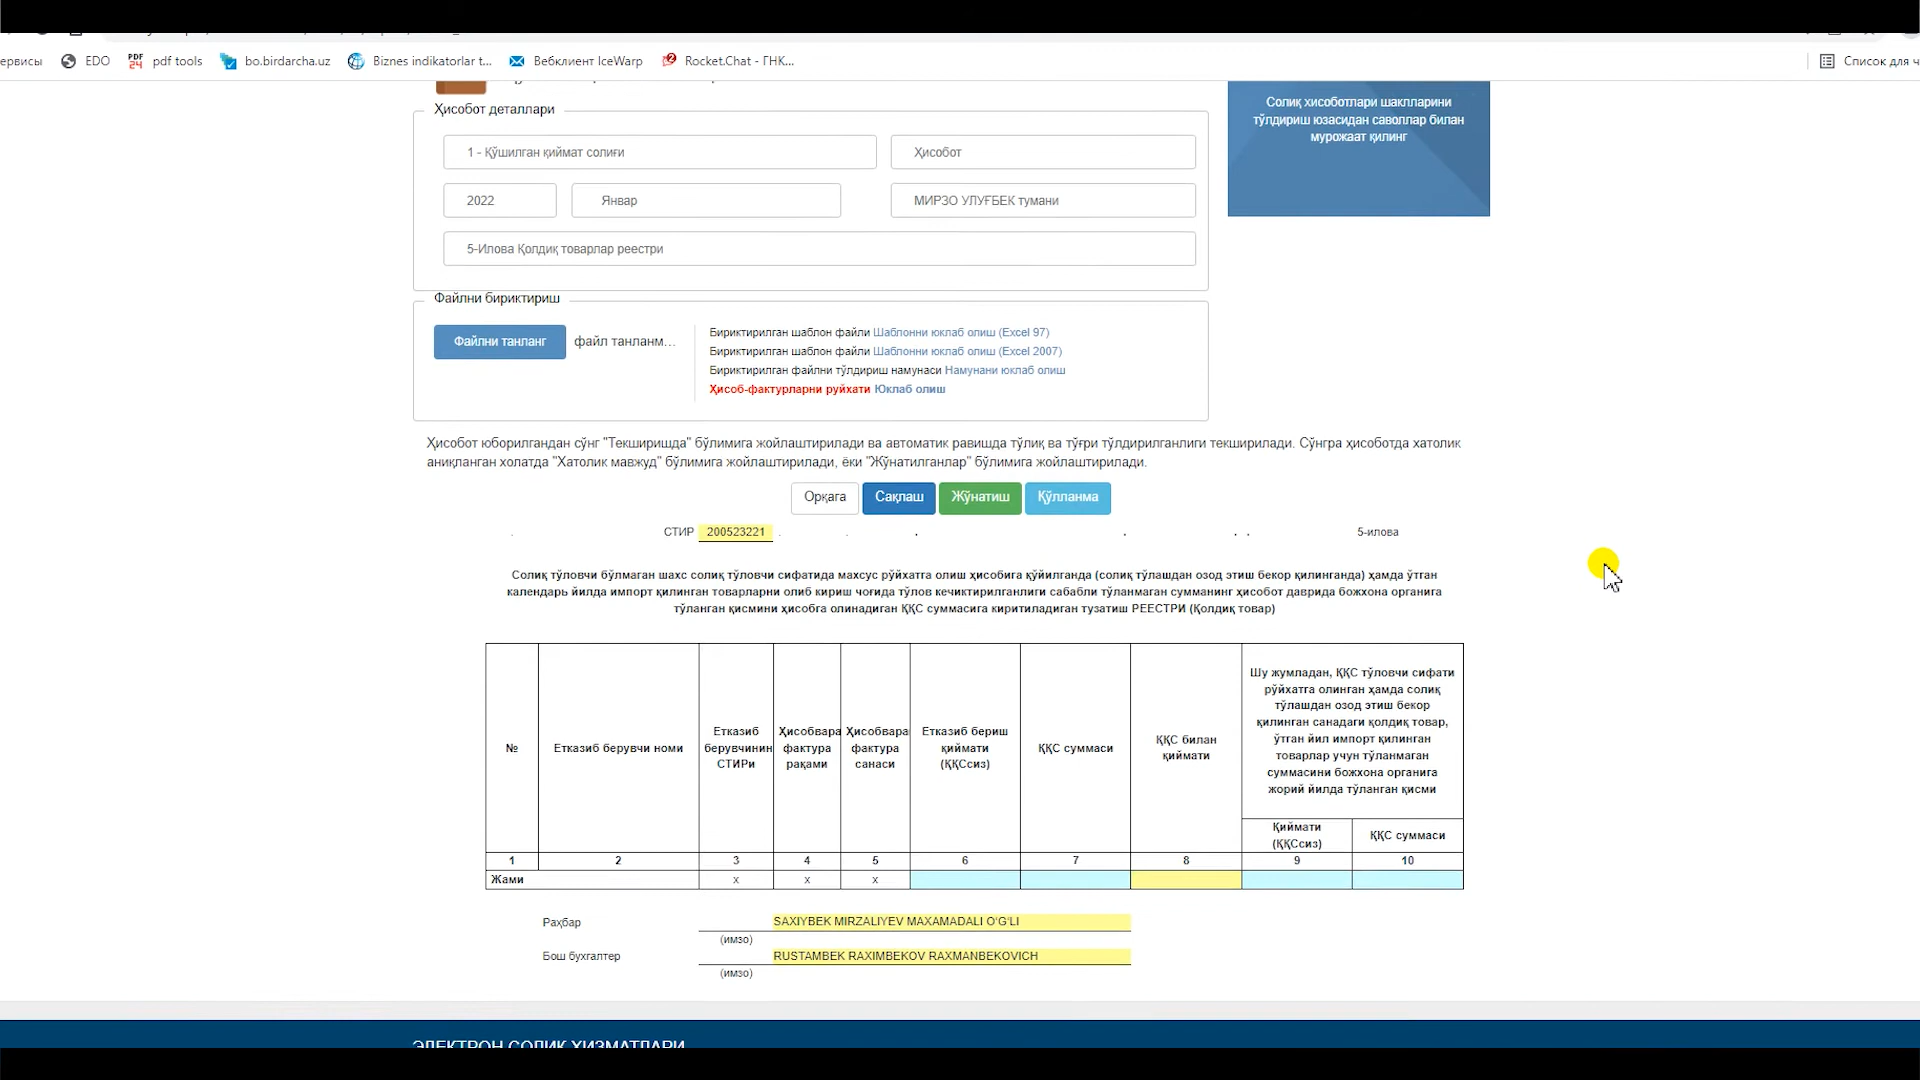 ервисы EDO PDF 24 pdf tools bo.birdarcha.uz Biznes indikatorlar t... Вебклиент IceWarp Rocket.Chat - ГНК... Список для ч
Ҳисобот деталлари
1 - Қўшилган қиймат солиғи Ҳисобот
2022 Январ МИРЗО УЛУҒБЕК тумани
5-Илова Қолдиқ товарлар реестри
Солиқ хисоботлари шаклларини
тўлдириш юзасидан саволлар билан
мурожаат қилинг
Файлни бириктириш
Файлни танланг файл танланм...
Бириктирилган шаблон файли Шаблонни юклаб олиш (Excel 97)
Бириктирилган шаблон файли Шаблонни юклаб олиш (Excel 2007)
Бириктирилган файлни тўлдириш намунаси Намунани юклаб олиш
Ҳисоб-фактурларни руйхати Юклаб олиш
Ҳисобот юборилгандан сўнг "Текширишда" бўлимига жойлаштирилади ва автоматик равишда тўлиқ ва тўғри тўлдирилганлиги текширилади. Сўнгра ҳисоботда хатолик
аниқланган холатда "Хатолик мавжуд" бўлимига жойлаштирилади, ёки "Жўнатилганлар" бўлимига жойлаштирилади.
Орқага Сақлаш Жўнатиш Қўлланма
СТИР 200523221 5-илова
Солиқ тўловчи бўлмаган шахс солиқ тўловчи сифатида махсус рўйхатга олиш ҳисобига қўйилганда (солиқ тўлашдан озод этиш бекор қилинганда) ҳамда ўтган
календарь йилда импорт қилинган товарларни олиб кириш чоғида тўлов кечиктирилганлиги сабабли тўланмаган сумманинг ҳисобот даврида божхона органига
тўланган қисмини ҳисобга олинадиган ҚҚС суммасига киритиладиган тузатиш РЕЕСТРИ (Қолдиқ товар)
№
Етказиб берувчи номи
Етказиб
берувчинин
СТИРи
Ҳисобвара
фактура
рақами
Ҳисобвара
фактура
санаси
Етказиб бериш
қиймати
(ҚҚСсиз)
ҚҚС суммаси
ҚҚС билан
қиймати
Шу жумладан, ҚҚС тўловчи сифати
рўйхатга олинган ҳамда солиқ
тўлашдан озод этиш бекор
қилинган санадаги қолдиқ товар,
ўтган йил импорт қилинган
товарлар учун тўланмаган
суммасини божхона органига
жорий йилда тўланган қисми
Қиймати
(ҚҚСсиз)
ҚҚС суммаси
1 2 3 4 5 6 7 8 9 10
Жами x x x
Раҳбар SAXIYBEK MIRZALIYEV MAXAMADALI O'G'LI
(имзо)
Бош бухгалтер RUSTAMBEK RAXIMBEKOV RAXMANBEKOVICH
(имзо)
ЭЛЕКТРОН СОЛИҚ ХИЗМАТЛАРИ